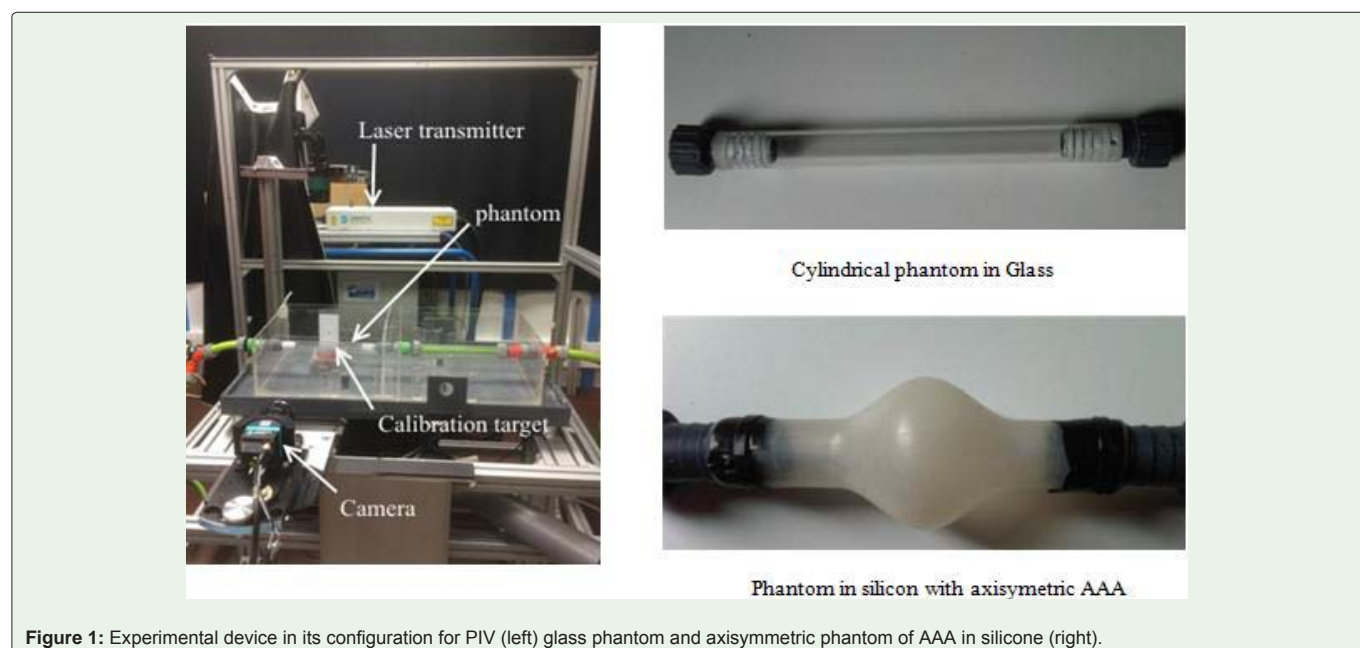 Laser transmitter
phantom
Calibration target
Camera
Cylindrical phantom in Glass
Phantom in silicon with axisymetric AAA
Figure 1: Experimental device in its configuration for PIV (left) glass phantom and axisymmetric phantom of AAA in silicone (right).